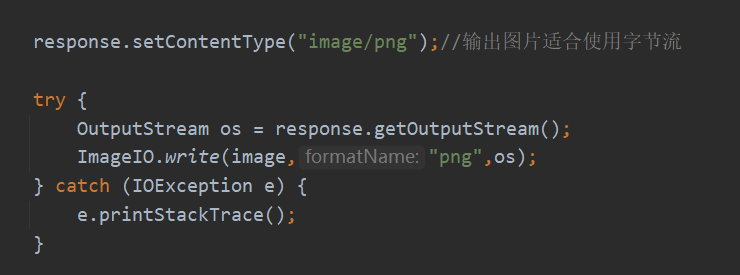 response.setContentType("image/png");//输出图片适合使用字节流
try {
OutputStream os = response.getOutputStream();
ImageIO.write(image, formatName: "png",os);
} catch (IOException e) {
e.printStackTrace();
}